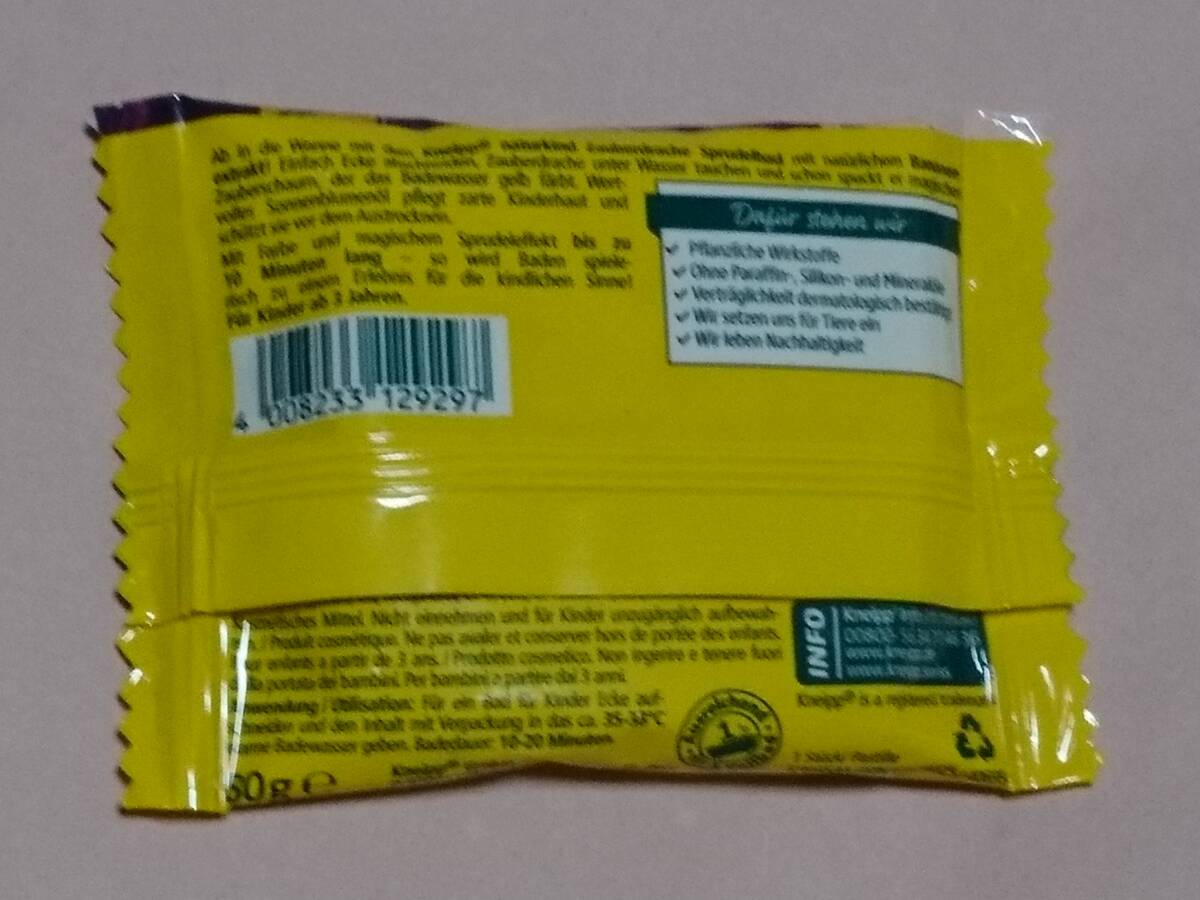 Ab in die Wanne mit dem Kneipp® naturkind Zauberdrache Sprudelbad mit natürlichem Bananen-
extrakt! Einfach Ecke abschneiden, Zauberdrache unter Wasser tauchen und schon spuckt er magischen
Zauberschaum, der das Badewasser gelb färbt. Wert-
volles Sonnenblumenöl pflegt zarte Kinderhaut und
schützt sie vor dem Austrocknen.
Mit Farbe und magischem Sprudeleffekt bis zu
10 Minuten lang – so wird Baden spiele-
risch zu einem Erlebnis für die kindlichen Sinne!
Für Kinder ab 3 Jahren.
Dafür stehen wir
✓ Pflanzliche Wirkstoffe
✓ Ohne Paraffin-, Silikon- und Mineralöle
✓ Verträglichkeit dermatologisch bestätigt
✓ Wir setzen uns für Tiere ein
✓ Wir leben Nachhaltigkeit
4 008233 129297
Mittel. Nicht einnehmen und für Kinder unzugänglich aufbewah-
/ Produit cosmétique. Ne pas avaler et conserver hors de portée des enfants.
enfants a partir de 3 ans. / Prodotto cosmetico. Non ingerire e tenere fuori
portata dei bambini. Per bambini a partire dai 3 anni.
Anwendung / Utilisation: Für ein Bad für Kinder Ecke auf-
schneiden und den Inhalt mit Verpackung in das ca. 35-38°C
warme Badewasser geben. Badedauer: 10-20 Minuten.
80g ℮
Kneipp®
INFO
Kneipp
Kneipp® is a registered
1 Stück/ Pastille